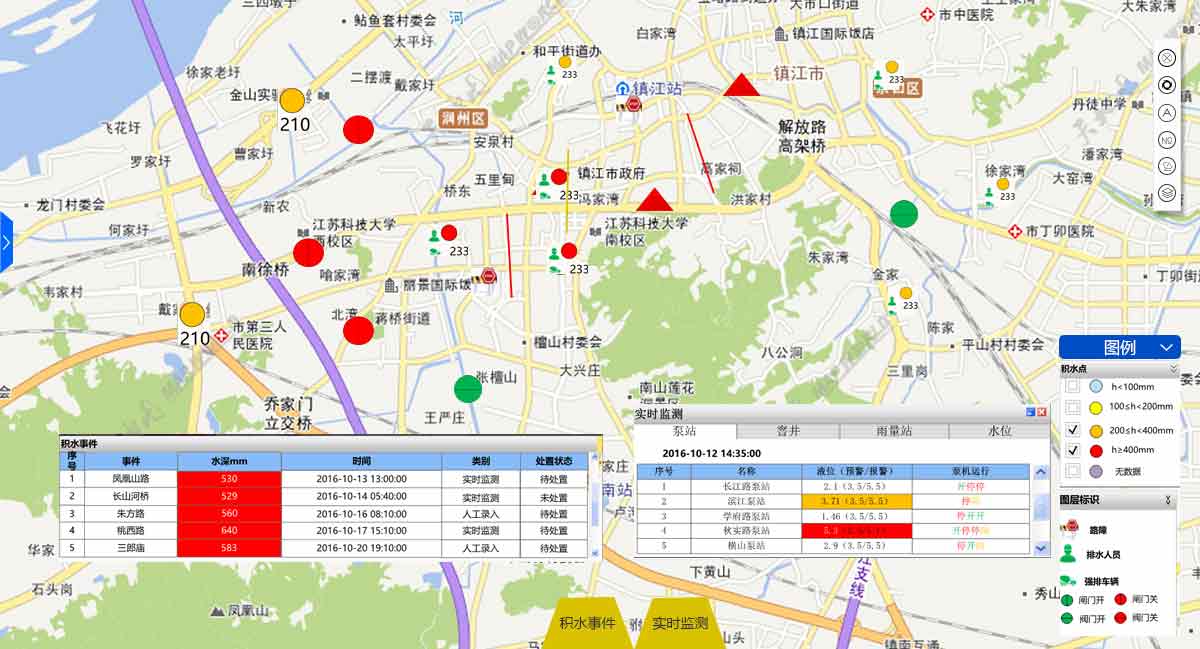 三四墩子
鲇鱼套村委会
河
太平圩
徐家老圩
二摆渡
戴家圩
和平街道办
233
白家湾
大市口街道
镇江国际饭店
市中医院
大朱家湾
镇江站
镇江市
233
丹徒中学
金山实验
210
润州区
安泉村
飞花圩
罗家圩
曹家圩
解放路
高架桥
潘家湾
高家祠
徐家湾
大窑湾
233
五里甸
镇江市政府
桥东
233
冯家湾
洪家村
龙门村委会
新农
何家圩
江苏科技大学
西校区
江苏科技大学
南校区
市丁卯医院
南徐桥
喻家湾
233
233
朱家湾
金家
丁卯街
韦家村
丽景国际
233
北湾
蒋桥街道
210
市第三人
民医院
檀山村委会
陈家
平山村村委会
八公洞
三里岗
大兴庄
张檀山
南山莲花
乔家门
立交桥
王严庄
图例
积水点
h<100mm
100≤h<200mm
200≤h<400mm
h≥400mm
无数据
图层标识
路障
排水人员
强排车辆
闸门开 闸门关
阀门开 阀门关
积水事件
序号 事件 水深mm 时间 类别 处置状态
1 凤凰山路 530 2016-10-13 13:00:00 实时监测 待处置
2 长山河桥 529 2016-10-14 05:40:00 实时监测 未处置
3 朱方路 560 2016-10-16 08:10:00 人工录入 待处置
4 桃西路 640 2016-10-17 15:10:00 实时监测 待处置
5 三郎庙 583 2016-10-20 19:10:00 人工录入 待处置
实时监测
泵站 窨井 雨量站 水位
2016-10-12 14:35:00
序号 名称 液位（预警/报警） 泵机运行
1 长江路泵站 2.1（3.5/5.5） 开停停
2 滨江泵站 3.71（3.5/5.5） 停
3 学府路泵站 1.46（3.5/5.5） 停开开
4 秋实路泵站 开停停
5 横山泵站 2.9（3.5/5.5） 停开
华家
石头岗
凤凰山
下黄山
江支线
秀山
镇南互通
积水事件
实时监测